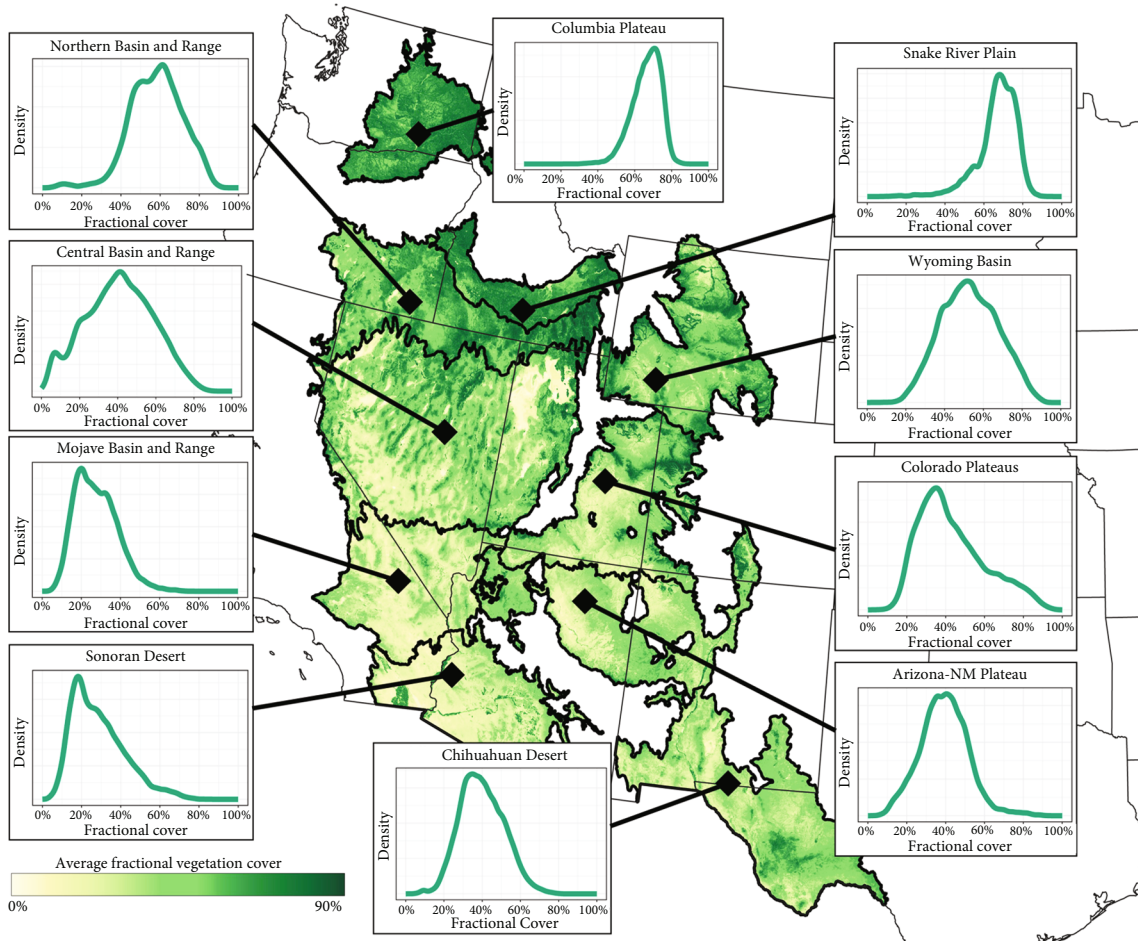 Northern Basin and Range
Density
0% 20% 40% 60% 80% 100%
Fractional cover
Central Basin and Range
Density
0% 20% 40% 60% 80% 100%
Fractional cover
Mojave Basin and Range
Density
0% 20% 40% 60% 80% 100%
Fractional cover
Sonoran Desert
Density
0% 20% 40% 60% 80% 100%
Fractional cover
Average fractional vegetation cover
0% 90%
Columbia Plateau
Density
0% 20% 40% 60% 80% 100%
Fractional cover
Chihuahuan Desert
Density
0% 20% 40% 60% 80% 100%
Fractional Cover
Snake River Plain
Density
0% 20% 40% 60% 80% 100%
Fractional cover
Wyoming Basin
Density
0% 20% 40% 60% 80% 100%
Fractional cover
Colorado Plateaus
Density
0% 20% 40% 60% 80% 100%
Fractional cover
Arizona-NM Plateau
Density
0% 20% 40% 60% 80% 100%
Fractional cover